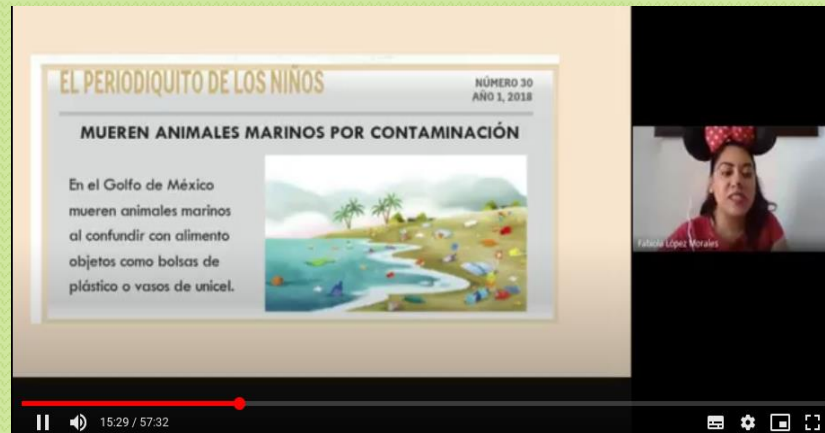 EL PERIODIQUITO DE LOS NIÑOS
NÚMERO 30
AÑO 1, 2018
MUEREN ANIMALES MARINOS POR CONTAMINACIÓN
En el Golfo de México
mueren animales marinos
al confundir con alimento
objetos como bolsas de
plástico o vasos de unicel.
Fabiola López Morales
15:29 / 57:32